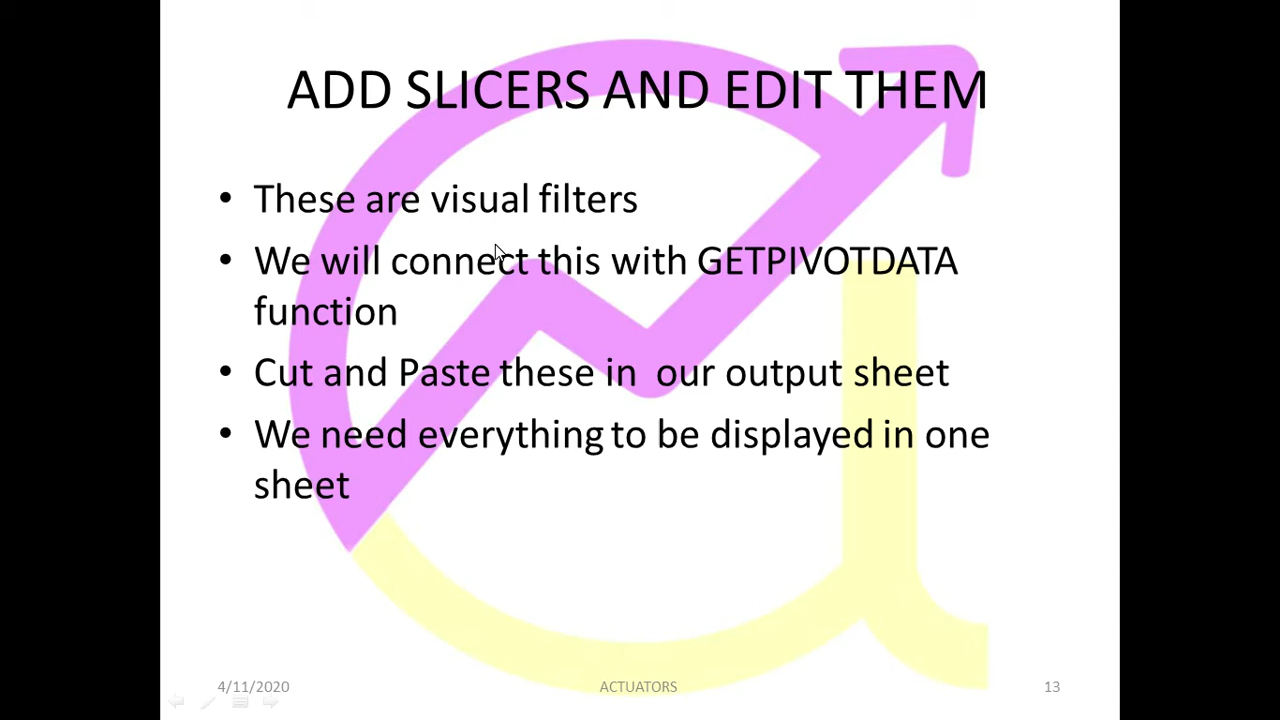 ADD SLICERS AND EDIT THEM
• These are visual filters
• We will connect this with GETPIVOTDATA
function
• Cut and Paste these in  our output sheet
• We need everything to be displayed in one
sheet
4/11/2020 ACTUATORS 13